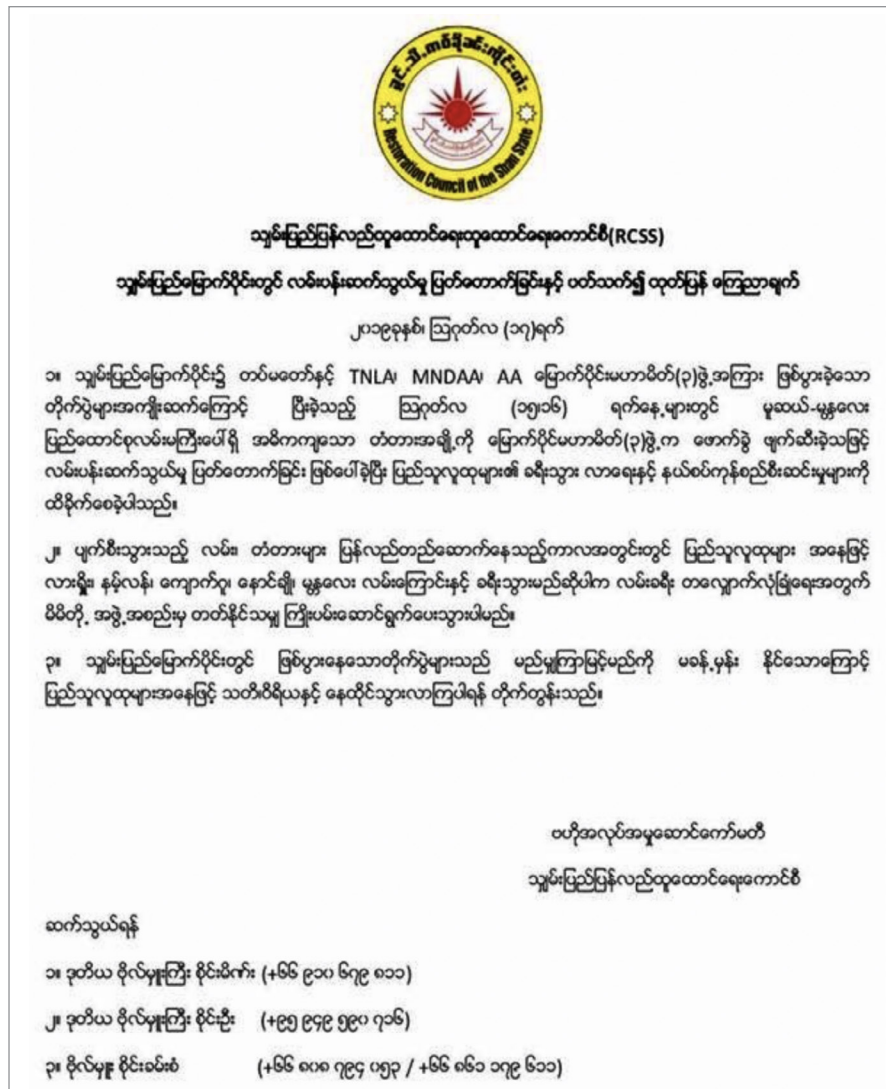 ၶွင်ႇသီႇၵဝ်ႇၶိုၼ်းၸိုင်ႈတႆး
Restoration Council of the Shan State
သျှမ်းပြည်ပြန်လည်ထူထောင်ရေးထူထောင်ရေးကောင်စီ(RCSS)
သျှမ်းပြည်မြောက်ပိုင်းတွင် လမ်းပန်းဆက်သွယ်မှု ပြတ်တောက်ခြင်းနှင့် ပတ်သက်၍ ထုတ်ပြန် ကြေညာချက်
၂၀၁၉ခုနှစ်၊ ဩဂုတ်လ (၁၇)ရက်
၁။ သျှမ်းပြည်မြောက်ပိုင်း၌ တပ်မတော်နှင့် TNLA၊ MNDAA၊ AA မြောက်ပိုင်းမဟာမိတ်(၃)ဖွဲ့အကြား ဖြစ်ပွားခဲ့သော
တိုက်ပွဲများအကျိုးဆက်ကြောင့် ပြီးခဲ့သည့် ဩဂုတ်လ (၁၅၊၁၆) ရက်နေ့များတွင် မူဆယ်-မန္တလေး
ပြည်ထောင်စုလမ်းမကြီးပေါ်ရှိ အဓိကကျသော တံတားအချို့ကို မြောက်ပိုင်မဟာမိတ်(၃)ဖွဲ့က ဖောက်ခွဲ ဖျက်ဆီးခဲ့သဖြင့်
လမ်းပန်းဆက်သွယ်မှု ပြတ်တောက်ခြင်း ဖြစ်ပေါ်ခဲ့ပြီး ပြည်သူလူထုများ၏ ခရီးသွား လာရေးနှင့် နယ်စပ်ကုန်စည်စီးဆင်းမှုများကို
ထိခိုက်စေခဲ့ပါသည်။
၂။ ပျက်စီးသွားသည့် လမ်း၊ တံတားများ ပြန်လည်တည်ဆောက်နေသည့်ကာလအတွင်းတွင် ပြည်သူလူထုများ အနေဖြင့်
လားရှိုး၊ နမ့်လန်၊ ကျောက်ဂူ၊ နောင်ချို၊ မန္တလေး လမ်းကြောင်းနှင့် ခရီးသွားမည်ဆိုပါက လမ်းခရီး တလျှောက်လုံခြုံရေးအတွက်
မိမိတို့ အဖွဲ့အစည်းမှ တတ်နိုင်သမျှ ကြိုးပမ်းဆောင်ရွက်ပေးသွားပါမည်။
၃။ သျှမ်းပြည်မြောက်ပိုင်းတွင် ဖြစ်ပွားနေသောတိုက်ပွဲများသည် မည်မျှကြာမြင့်မည်ကို မခန့်မှန်း နိုင်သောကြောင့်
ပြည်သူလူထုများအနေဖြင့် သတိ၊ဝိရိယနှင့် နေထိုင်သွားလာကြပါရန် တိုက်တွန်းသည်။
ဗဟိုအလုပ်အမှုဆောင်ကော်မတီ
သျှမ်းပြည်ပြန်လည်ထူထောင်ရေးကောင်စီ
ဆက်သွယ်ရန်
၁။ ဒုတိယ ဗိုလ်မှူးကြီး စိုင်းမိဏ်း (+၆၆ ၉၁၀ ၆၇၉ ၈၁၁)
၂။ ဒုတိယ ဗိုလ်မှူးကြီး စိုင်းဦး (+၉၅ ၉၄၉ ၅၉၀ ၇၁၆)
၃။ ဗိုလ်မှူး စိုင်းခမ်းစံ (+၆၆ ၈၀၈ ၇၉၄ ၀၅၃ / +၆၆ ၈၆၁ ၁၇၉ ၆၁၁)